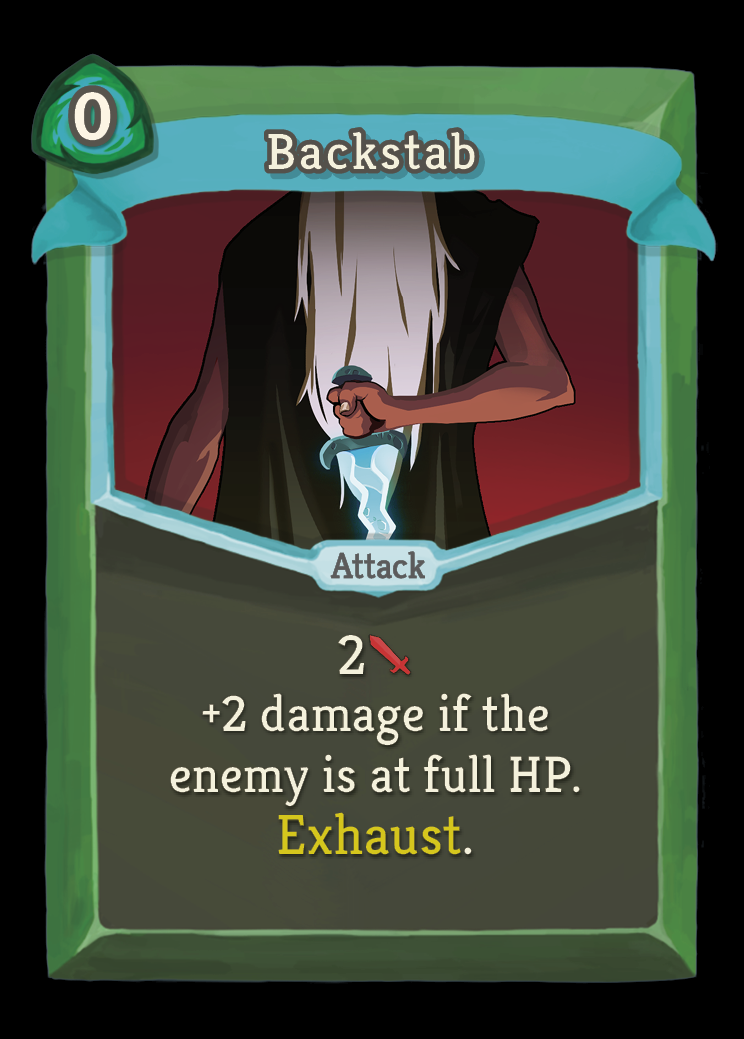 0
Backstab
Attack
2
+2 damage if the
enemy is at full HP.
Exhaust.